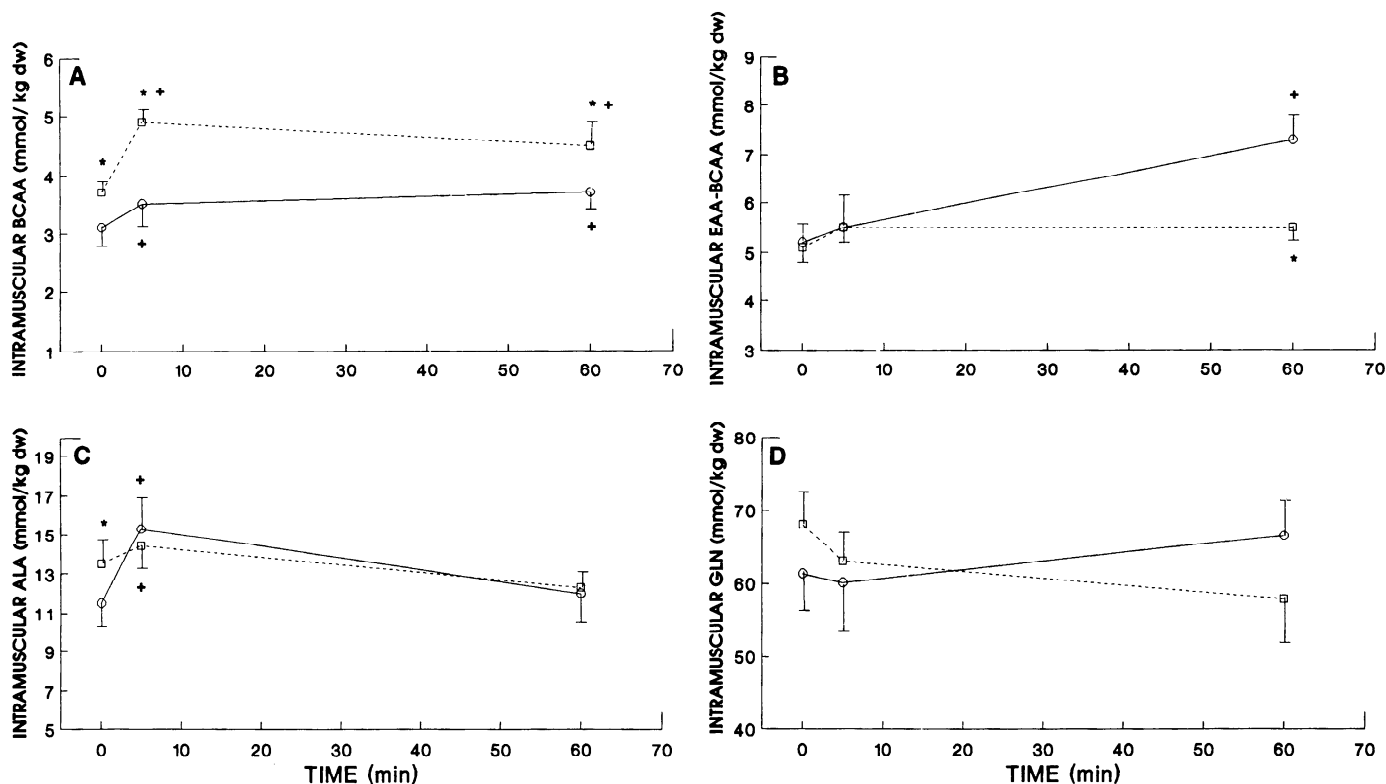 A
INTRAMUSCULAR BCAA (mmol/ kg dw)
6
5
4
3
2
1
* +
* +
*
+
+
0 10 20 30 40 50 60 70
B
INTRAMUSCULAR EAA-BCAA (mmol/kg dw)
9
8
7
6
5
4
3
+
*
0 10 20 30 40 50 60 70
C
INTRAMUSCULAR ALA (mmol/kg dw)
19
17
15
13
11
9
7
5
+
*
+
0 10 20 30 40 50 60 70
TIME (min)
D
INTRAMUSCULAR GLN (mmol/kg dw)
80
70
60
50
40
0 10 20 30 40 50 60 70
TIME (min)